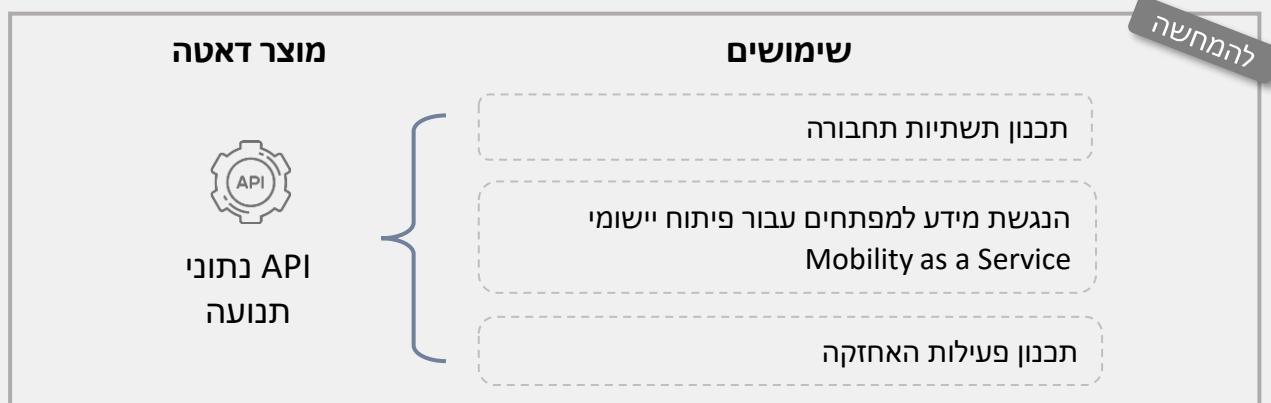 להמחשה
שימושים
מוצר דאטה
תכנון תשתיות תחבורה
הנגשת מידע למפתחים עבור פיתוח יישומי
Mobility as a Service
תכנון פעילות האחזקה
API
API נתוני
תנועה